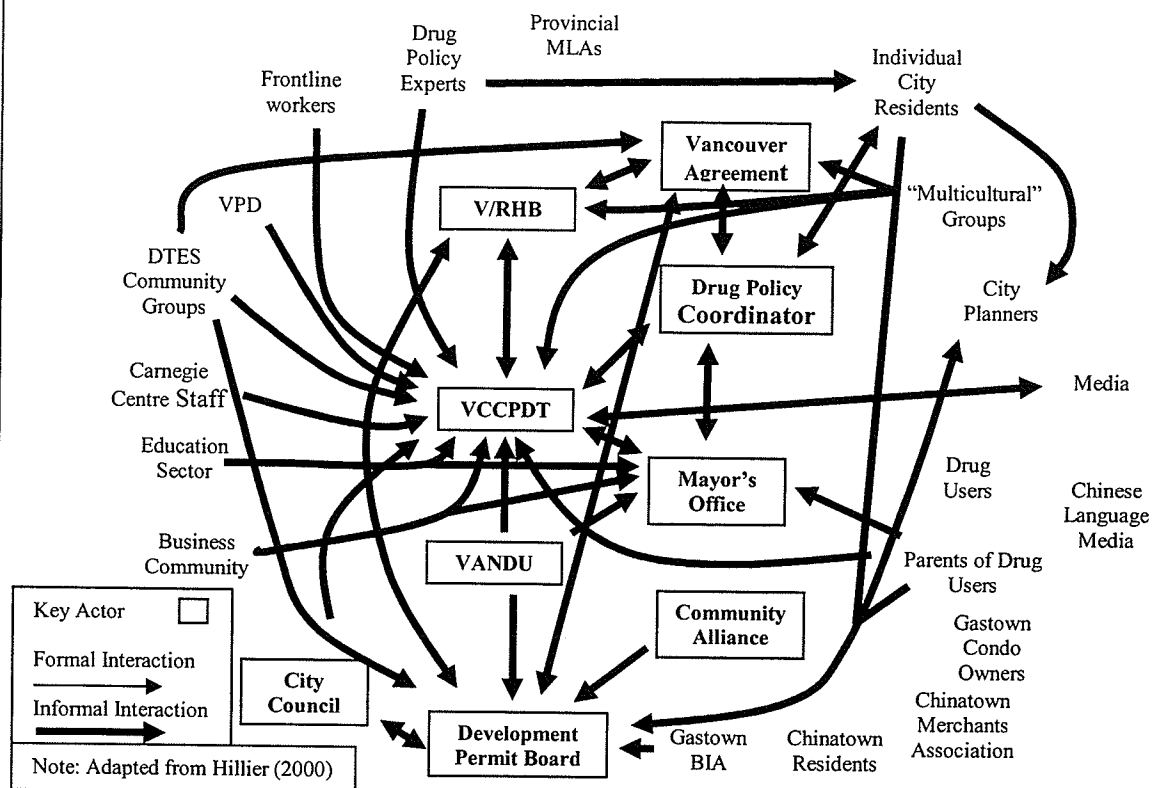 Provincial
MLAs
Drug
Policy
Experts
Individual
City
Residents
Frontline
workers
Vancouver
Agreement
"Multicultural"
Groups
VPD
V/RHB
DTES
Community
Groups
Drug Policy
Coordinator
City
Planners
Carnegie
Centre Staff
VCCPDT
Media
Education
Sector
Mayor's
Office
Drug
Users
Chinese
Language
Media
Business
Community
VANDU
Parents of Drug
Users
Key Actor
Community
Alliance
Gastown
Condo
Owners
Formal Interaction
Informal Interaction
City
Council
Chinatown
Merchants
Association
Development
Permit Board
Gastown
BIA
Chinatown
Residents
Note: Adapted from Hillier (2000)